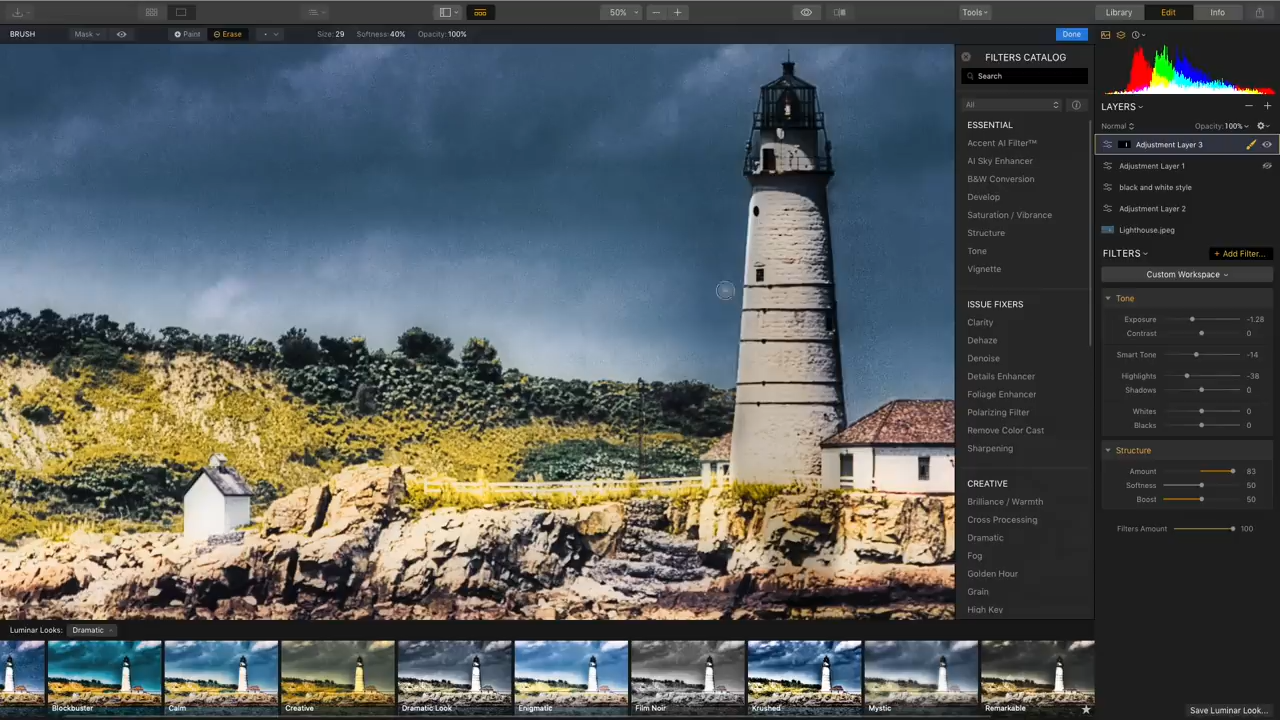 50%
Tools
Library
Edit
Info
BRUSH
Mask
Paint
Erase
Size: 29
Softness: 40%
Opacity: 100%
Done
FILTERS CATALOG
Search
All
ESSENTIAL
Accent AI Filter™
AI Sky Enhancer
B&W Conversion
Develop
Saturation / Vibrance
Structure
Tone
Vignette
ISSUE FIXERS
Clarity
Dehaze
Denoise
Details Enhancer
Foliage Enhancer
Polarizing Filter
Remove Color Cast
Sharpening
CREATIVE
Brilliance / Warmth
Cross Processing
Dramatic
Fog
Golden Hour
Grain
High Key
LAYERS
Normal
Opacity: 100%
Adjustment Layer 3
Adjustment Layer 1
black and white style
Adjustment Layer 2
Lighthouse.jpeg
FILTERS
+ Add Filter...
Custom Workspace
Tone
Exposure -1.28
Contrast 0
Smart Tone -14
Highlights -38
Shadows 0
Whites 0
Blacks 0
Structure
Amount 83
Softness 50
Boost 50
Filters Amount 100
Luminar Looks: Dramatic
Blockbuster
Calm
Creative
Dramatic Look
Enigmatic
Film Noir
Krushed
Mystic
Remarkable
Save Luminar Look...